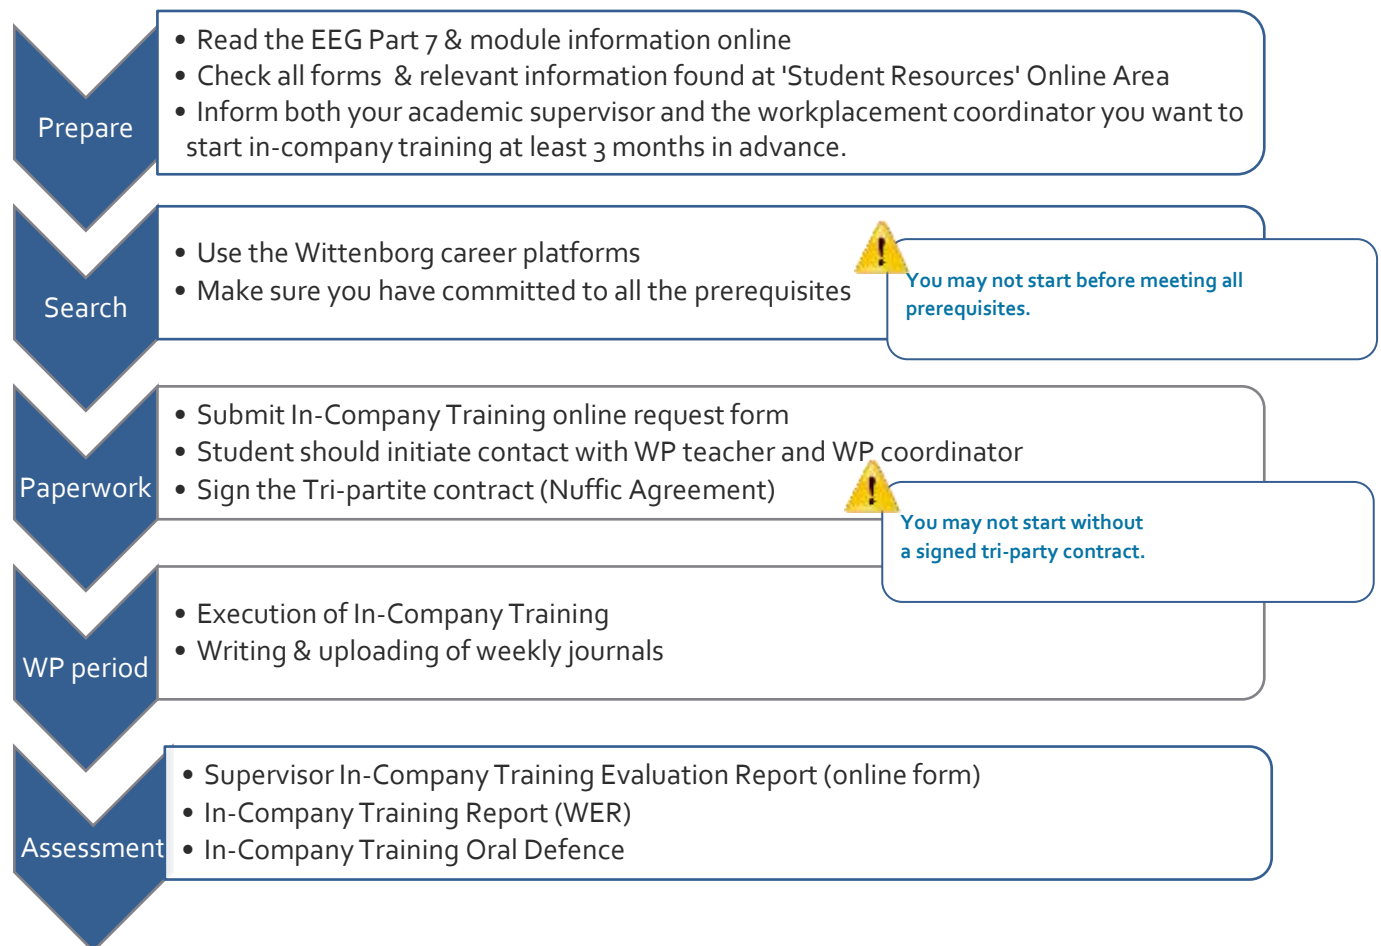 Prepare
• Read the EEG Part 7 & module information online
• Check all forms & relevant information found at 'Student Resources' Online Area
• Inform both your academic supervisor and the workplacement coordinator you want to
start in-company training at least 3 months in advance.
Search
• Use the Wittenborg career platforms
• Make sure you have committed to all the prerequisites
You may not start before meeting all
prerequisites.
Paperwork
• Submit In-Company Training online request form
• Student should initiate contact with WP teacher and WP coordinator
• Sign the Tri-partite contract (Nuffic Agreement)
You may not start without
a signed tri-party contract.
WP period
• Execution of In-Company Training
• Writing & uploading of weekly journals
Assessment
• Supervisor In-Company Training Evaluation Report (online form)
• In-Company Training Report (WER)
• In-Company Training Oral Defence